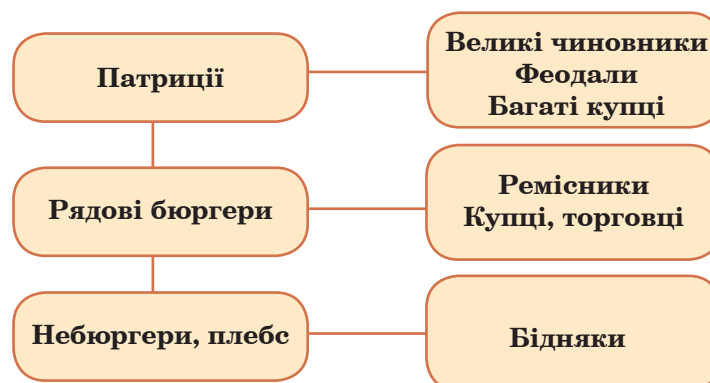 Патриції
Великі чиновники
Феодали
Багаті купці
Рядові бюргери
Ремісники
Купці, торговці
Небюргери, плебс
Бідняки